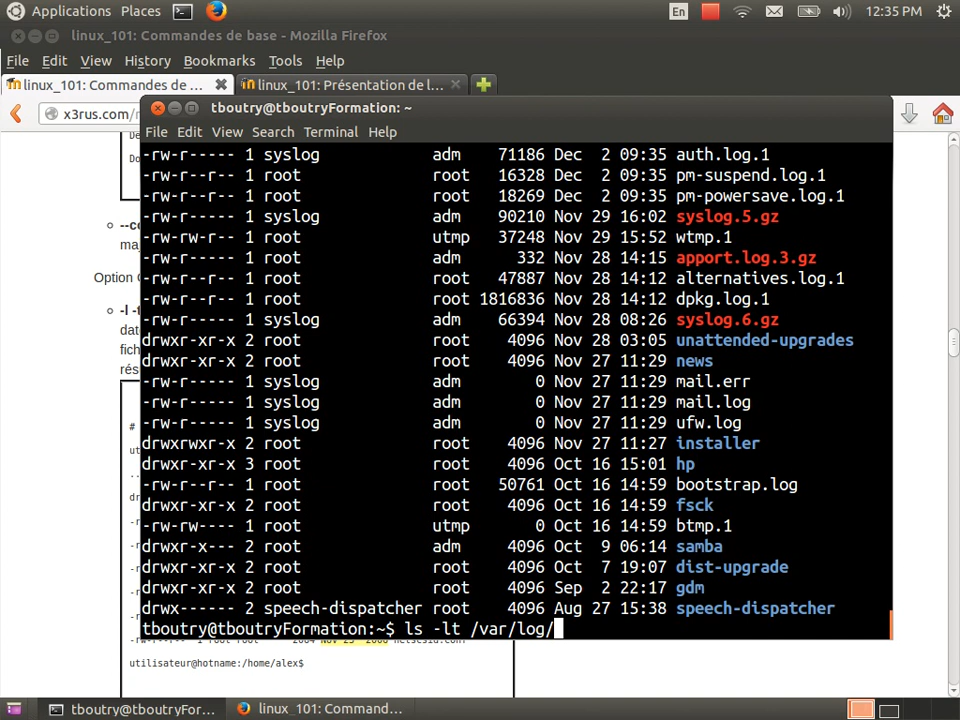 Applications Places En 12:35 PM
linux_101: Commandes de base - Mozilla Firefox
File Edit View History Bookmarks Tools Help
linux_101: Commandes de ... linux_101: Présentation de l...
x3rus.com/
tboutry@tboutryFormation: ~
File Edit View Search Terminal Help
-rw-r----- 1 syslog adm 71186 Dec 2 09:35 auth.log.1
-rw-r--r-- 1 root root 16328 Dec 2 09:35 pm-suspend.log.1
-rw-r--r-- 1 root root 18269 Dec 2 09:35 pm-powersave.log.1
-rw-r----- 1 syslog adm 90210 Nov 29 16:02 syslog.5.gz
-rw-rw-r-- 1 root utmp 37248 Nov 29 15:52 wtmp.1
-rw-r----- 1 root adm 332 Nov 28 14:15 apport.log.3.gz
-rw-r--r-- 1 root root 47887 Nov 28 14:12 alternatives.log.1
-rw-r--r-- 1 root root 1816836 Nov 28 14:12 dpkg.log.1
-rw-r----- 1 syslog adm 66394 Nov 28 08:26 syslog.6.gz
drwxr-xr-x 2 root root 4096 Nov 28 03:05 unattended-upgrades
drwxr-xr-x 2 root root 4096 Nov 27 11:29 news
-rw-r----- 1 syslog adm 0 Nov 27 11:29 mail.err
-rw-r----- 1 syslog adm 0 Nov 27 11:29 mail.log
-rw-r----- 1 syslog adm 0 Nov 27 11:29 ufw.log
drwxrwxr-x 2 root root 4096 Nov 27 11:27 installer
drwxr-xr-x 3 root root 4096 Oct 16 15:01 hp
-rw-r--r-- 1 root root 50761 Oct 16 14:59 bootstrap.log
drwxr-xr-x 2 root root 4096 Oct 16 14:59 fsck
-rw-rw---- 1 root utmp 0 Oct 16 14:59 btmp.1
drwxr-x--- 2 root adm 4096 Oct 9 06:14 samba
drwxr-xr-x 2 root root 4096 Oct 7 19:07 dist-upgrade
drwxr-xr-x 2 root root 4096 Sep 2 22:17 gdm
drwx------ 2 speech-dispatcher root 4096 Aug 27 15:38 speech-dispatcher
tboutry@tboutryFormation:~$ ls -lt /var/log/
Option
utilisateur@hotname:/home/alex$
tboutry@tboutryFor... linux_101: Command...